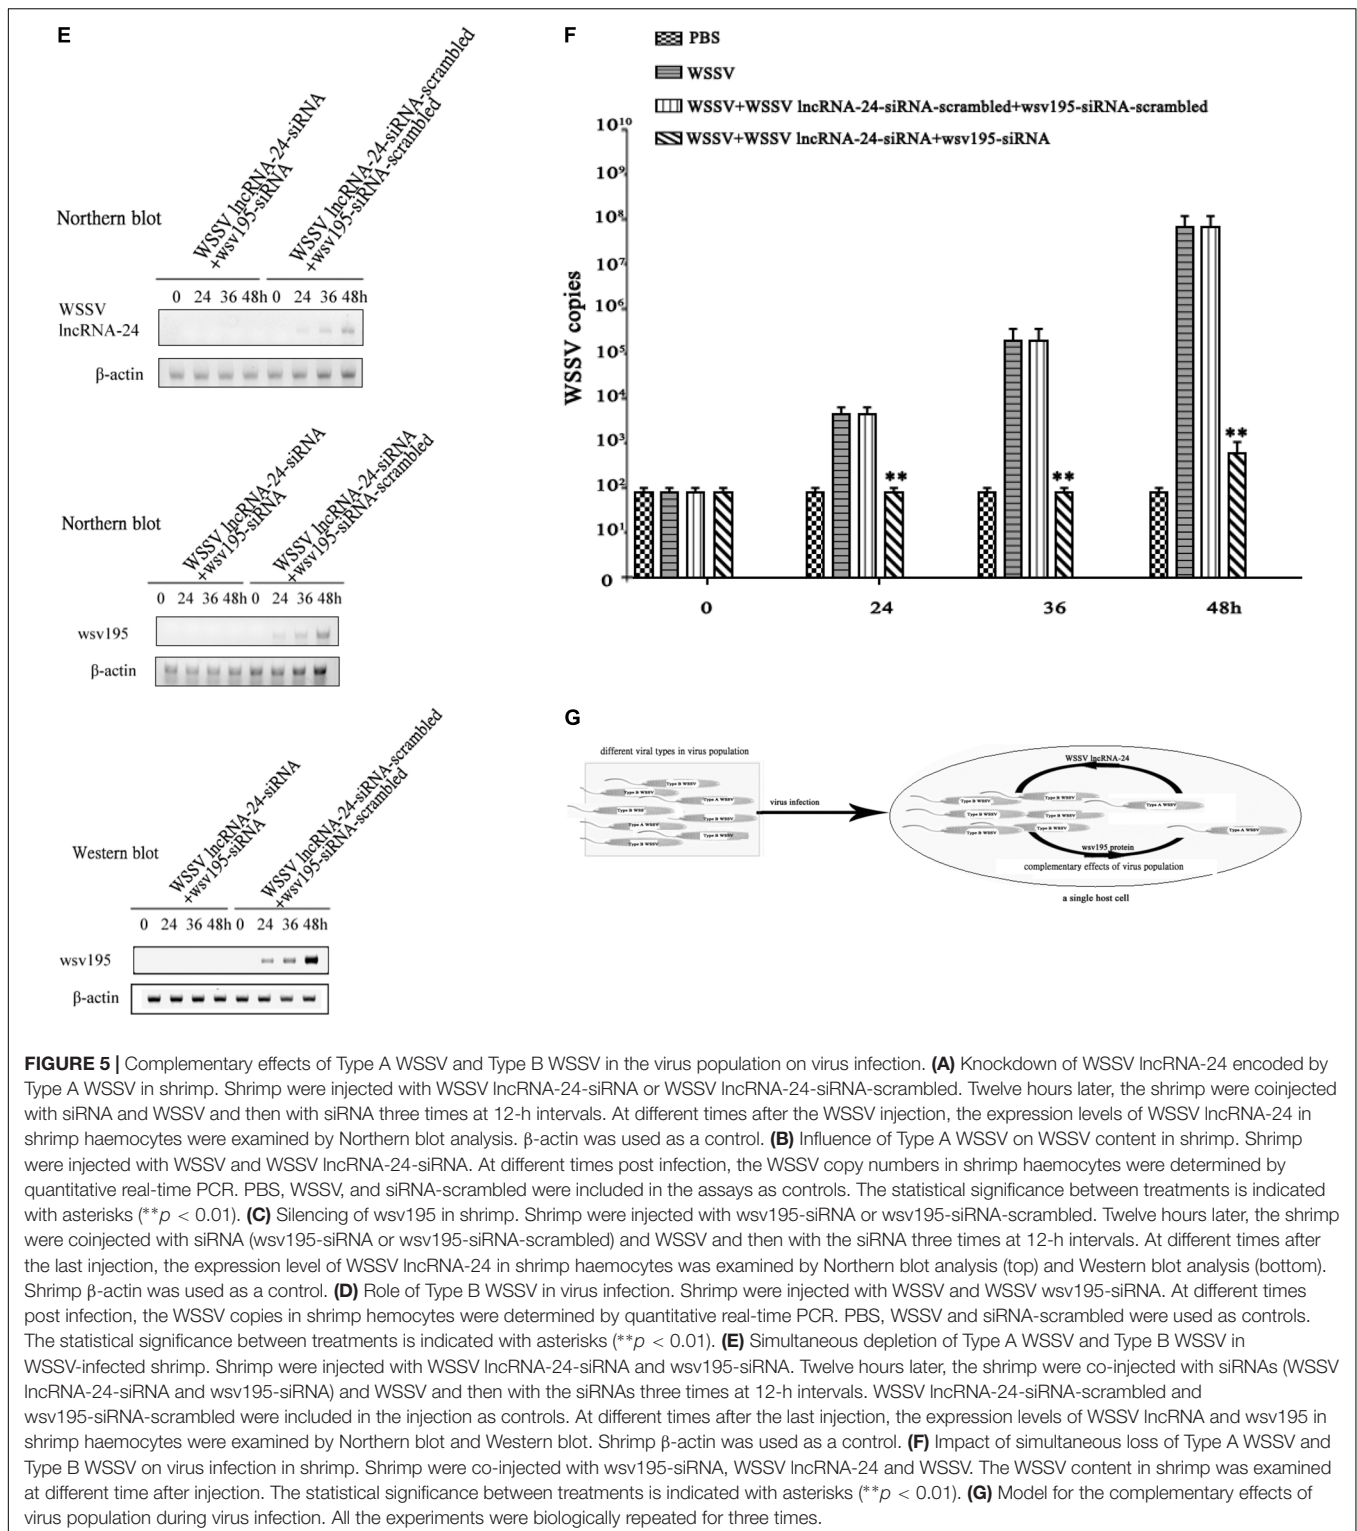 E
WSSV lncRNA-24-siRNA
+wsv195-siRNA
WSSV lncRNA-24-siRNA-scrambled
+wsv195-siRNA-scrambled
Northern blot
0 24 36 48h 0 24 36 48h
WSSV
lncRNA-24
β-actin
WSSV lncRNA-24-siRNA
+wsv195-siRNA
WSSV lncRNA-24-siRNA
+wsv195-siRNA-scrambled
Northern blot
0 24 36 48h 0 24 36 48h
wsv195
β-actin
WSSV lncRNA-24-siRNA
+wsv195-siRNA
WSSV lncRNA-24-siRNA-scrambled
+wsv195-siRNA-scrambled
Western blot
0 24 36 48h 0 24 36 48h
wsv195
β-actin
F
PBS
WSSV
WSSV+WSSV lncRNA-24-siRNA-scrambled+wsv195-siRNA-scrambled
WSSV+WSSV lncRNA-24-siRNA+wsv195-siRNA
WSSV copies
10¹⁰
10⁹
10⁸
10⁷
10⁶
10⁵
10⁴
10³
10²
10¹
0
**
**
**
0 24 36 48h
G
different viral types in virus population
Type B WSSV
Type B WSSV
Type A WSSV
Type B WSSV
Type A WSSV
Type B WSSV
Type B WSSV
virus infection
WSSV lncRNA-24
Type B WSSV
Type B WSSV
Type A WSSV
Type B WSSV
Type B WSSV
Type B WSSV
Type B WSSV
Type A WSSV
wsv195 protein
complementary effects of virus population
a single host cell
FIGURE 5 | Complementary effects of Type A WSSV and Type B WSSV in the virus population on virus infection. (A) Knockdown of WSSV lncRNA-24 encoded by
Type A WSSV in shrimp. Shrimp were injected with WSSV lncRNA-24-siRNA or WSSV lncRNA-24-siRNA-scrambled. Twelve hours later, the shrimp were coinjected
with siRNA and WSSV and then with siRNA three times at 12-h intervals. At different times after the WSSV injection, the expression levels of WSSV lncRNA-24 in
shrimp haemocytes were examined by Northern blot analysis. β-actin was used as a control. (B) Influence of Type A WSSV on WSSV content in shrimp. Shrimp
were injected with WSSV and WSSV lncRNA-24-siRNA. At different times post infection, the WSSV copy numbers in shrimp haemocytes were determined by
quantitative real-time PCR. PBS, WSSV, and siRNA-scrambled were included in the assays as controls. The statistical significance between treatments is indicated
with asterisks (**p < 0.01). (C) Silencing of wsv195 in shrimp. Shrimp were injected with wsv195-siRNA or wsv195-siRNA-scrambled. Twelve hours later, the shrimp
were coinjected with siRNA (wsv195-siRNA or wsv195-siRNA-scrambled) and WSSV and then with the siRNA three times at 12-h intervals. At different times after
the last injection, the expression level of WSSV lncRNA-24 in shrimp haemocytes was examined by Northern blot analysis (top) and Western blot analysis (bottom).
Shrimp β-actin was used as a control. (D) Role of Type B WSSV in virus infection. Shrimp were injected with WSSV and WSSV wsv195-siRNA. At different times
post infection, the WSSV copies in shrimp hemocytes were determined by quantitative real-time PCR. PBS, WSSV and siRNA-scrambled were used as controls.
The statistical significance between treatments is indicated with asterisks (**p < 0.01). (E) Simultaneous depletion of Type A WSSV and Type B WSSV in
WSSV-infected shrimp. Shrimp were injected with WSSV lncRNA-24-siRNA and wsv195-siRNA. Twelve hours later, the shrimp were co-injected with siRNAs (WSSV
lncRNA-24-siRNA and wsv195-siRNA) and WSSV and then with the siRNAs three times at 12-h intervals. WSSV lncRNA-24-siRNA-scrambled and
wsv195-siRNA-scrambled were included in the injection as controls. At different times after the last injection, the expression levels of WSSV lncRNA and wsv195 in
shrimp haemocytes were examined by Northern blot and Western blot. Shrimp β-actin was used as a control. (F) Impact of simultaneous loss of Type A WSSV and
Type B WSSV on virus infection in shrimp. Shrimp were co-injected with wsv195-siRNA, WSSV lncRNA-24 and WSSV. The WSSV content in shrimp was examined
at different time after injection. The statistical significance between treatments is indicated with asterisks (**p < 0.01). (G) Model for the complementary effects of
virus population during virus infection. All the experiments were biologically repeated for three times.